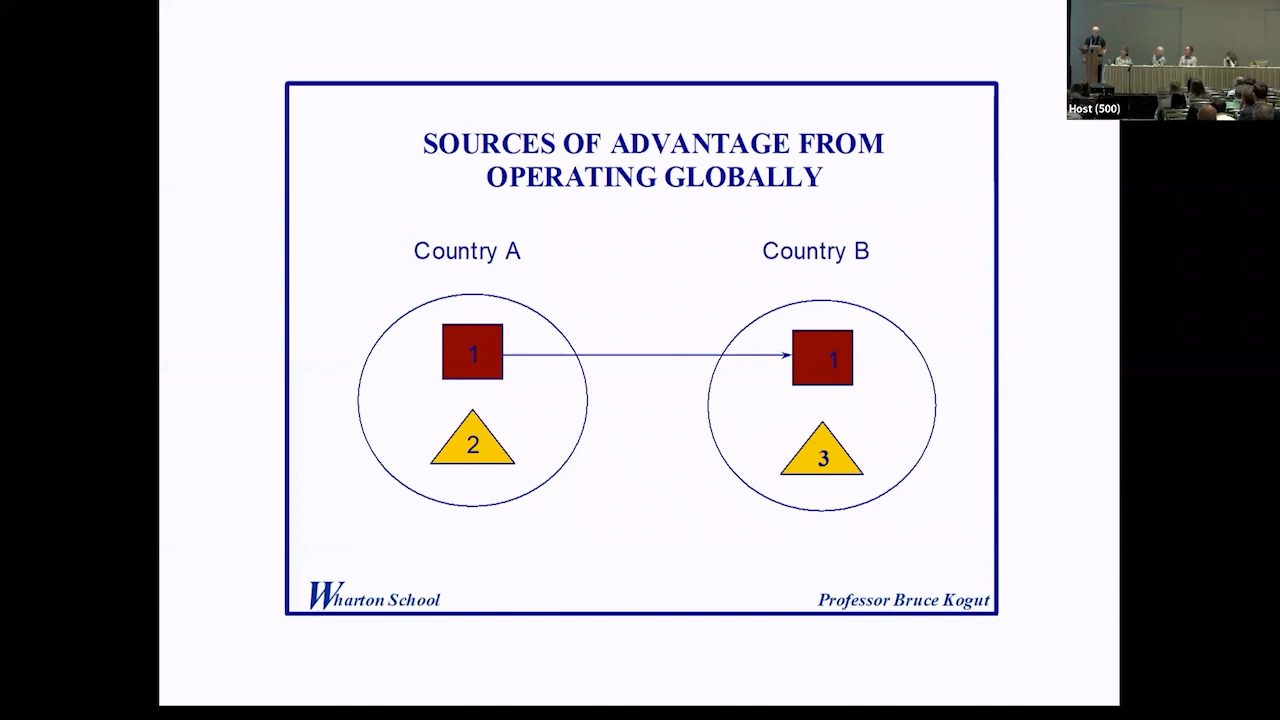 Host (500)
SOURCES OF ADVANTAGE FROM
OPERATING GLOBALLY
Country A
Country B
1
1
2
3
Wharton School
Professor Bruce Kogut